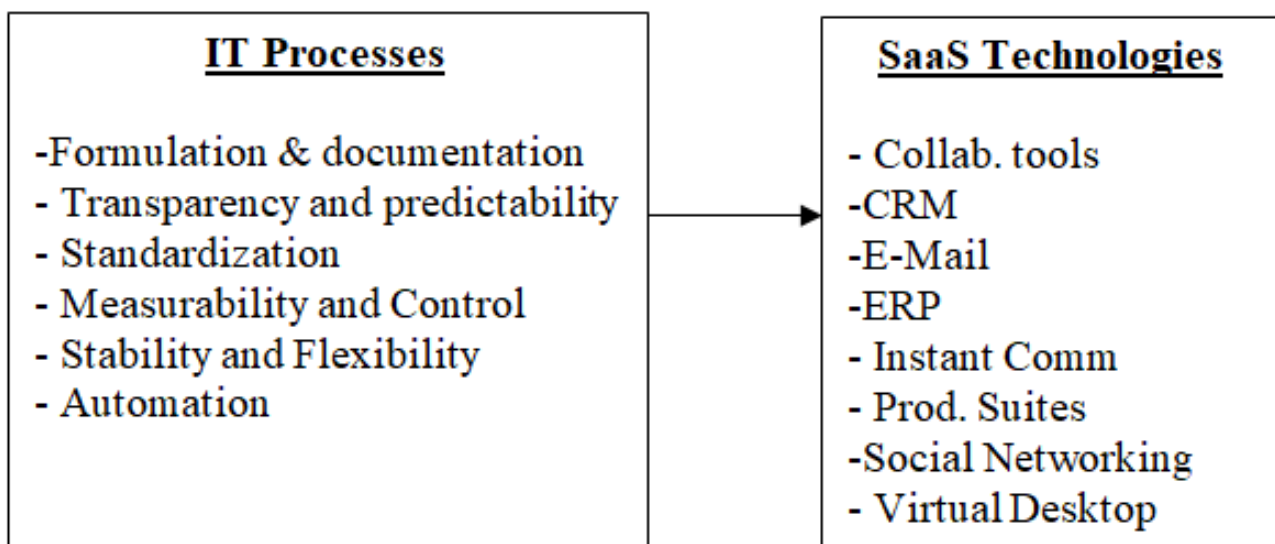 IT Processes
-Formulation & documentation
- Transparency and predictability
- Standardization
- Measurability and Control
- Stability and Flexibility
- Automation
SaaS Technologies
- Collab. tools
-CRM
-E-Mail
-ERP
- Instant Comm
- Prod. Suites
-Social Networking
- Virtual Desktop